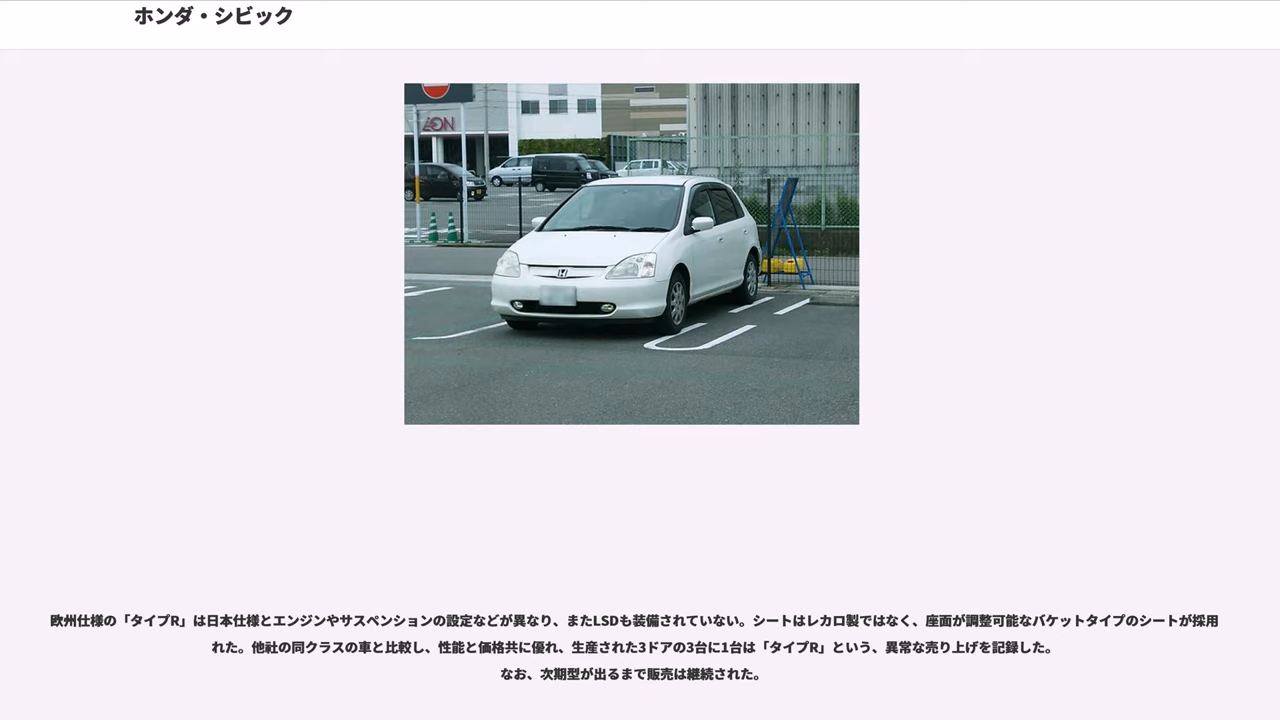 ホンダ・シビック
ÆON
欧州仕様の「タイプR」は日本仕様とエンジンやサスペンションの設定などが異なり、またLSDも装備されていない。シートはレカロ製ではなく、座面が調整可能なバケットタイプのシートが採用
れた。他社の同クラスの車と比較し、性能と価格共に優れ、生産された3ドアの3台に1台は「タイプR」という、異常な売り上げを記録した。
なお、次期型が出るまで販売は継続された。